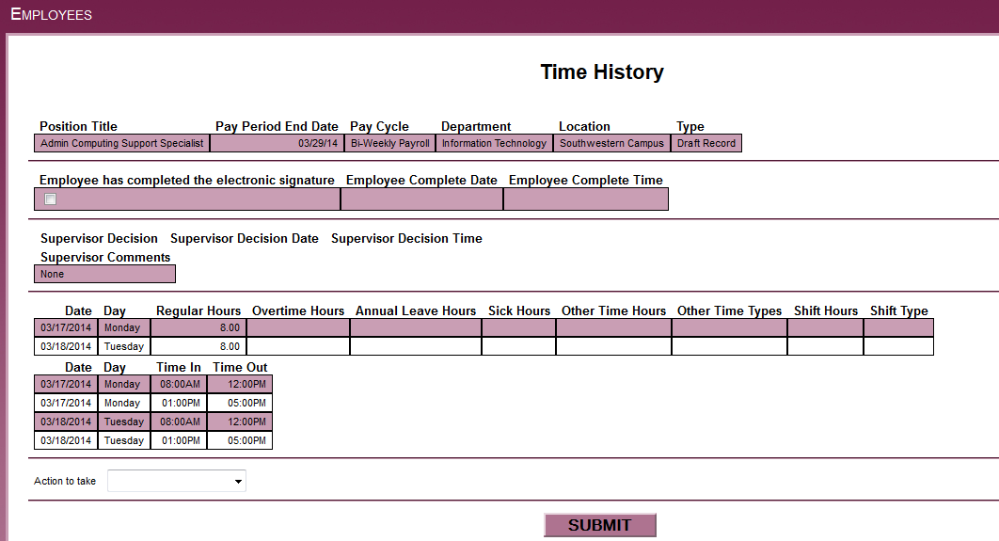 EMPLOYEES
Time History
Position Title Pay Period End Date Pay Cycle Department Location Type
Admin Computing Support Specialist 03/29/14 Bi-Weekly Payroll Information Technology Southwestern Campus Draft Record
Employee has completed the electronic signature Employee Complete Date Employee Complete Time
Supervisor Decision Supervisor Decision Date Supervisor Decision Time
Supervisor Comments
None
Date Day Regular Hours Overtime Hours Annual Leave Hours Sick Hours Other Time Hours Other Time Types Shift Hours Shift Type
03/17/2014 Monday 8.00
03/18/2014 Tuesday 8.00
Date Day Time In Time Out
03/17/2014 Monday 08:00AM 12:00PM
03/17/2014 Monday 01:00PM 05:00PM
03/18/2014 Tuesday 08:00AM 12:00PM
03/18/2014 Tuesday 01:00PM 05:00PM
Action to take
SUBMIT